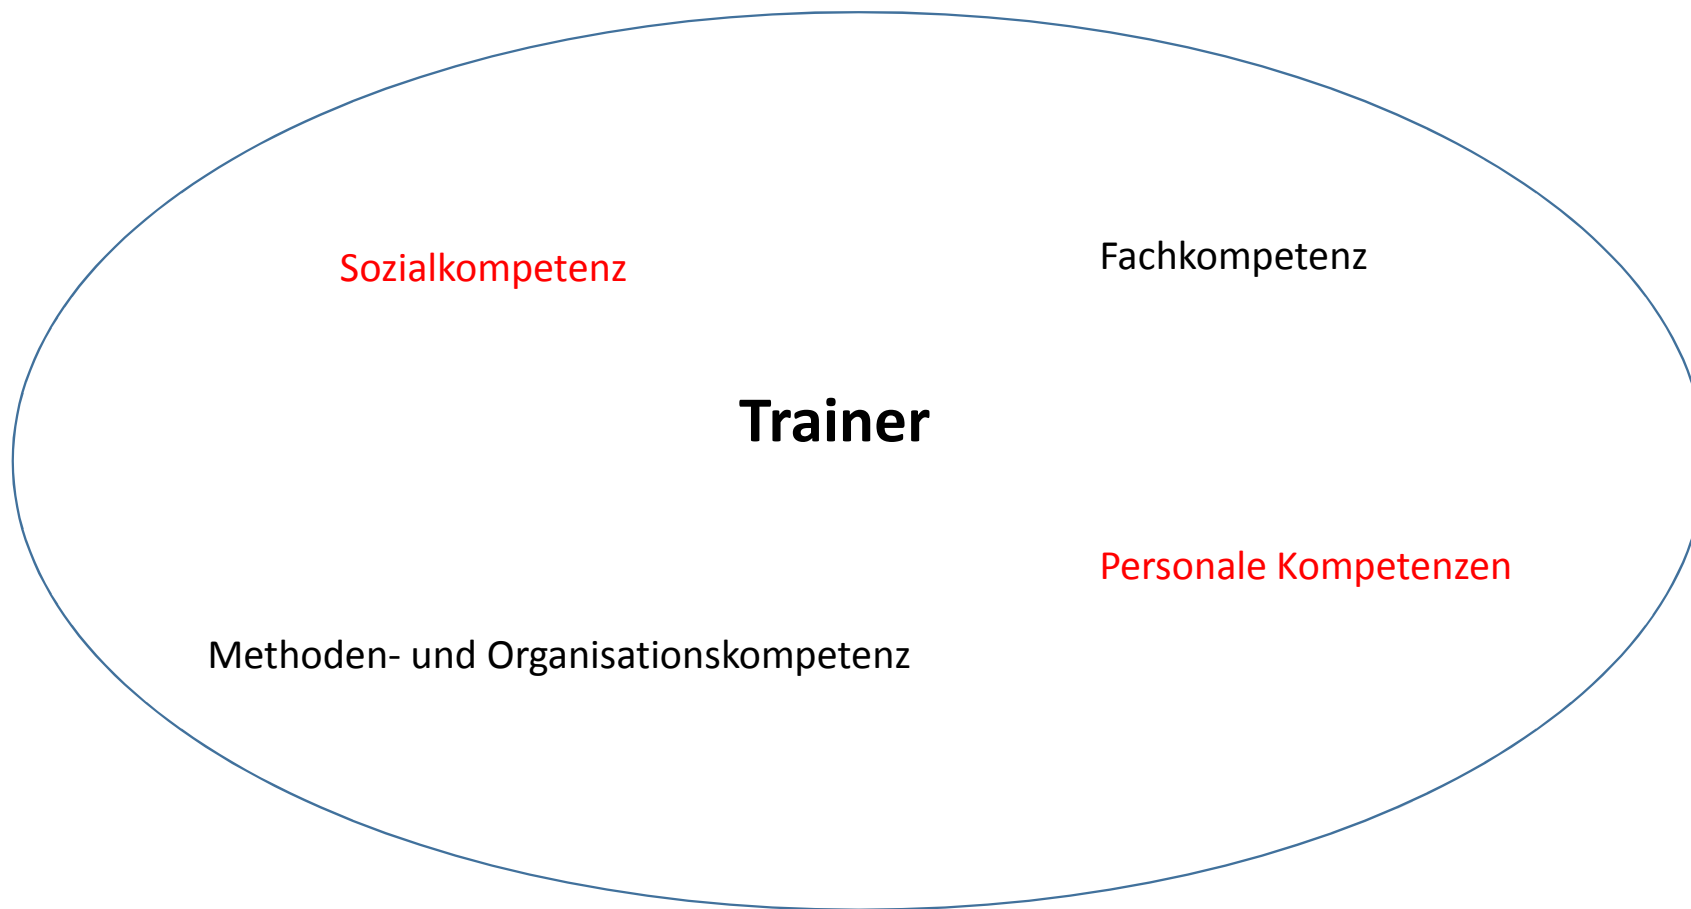 Sozialkompetenz
Fachkompetenz
Trainer
Personale Kompetenzen
Methoden- und Organisationskompetenz